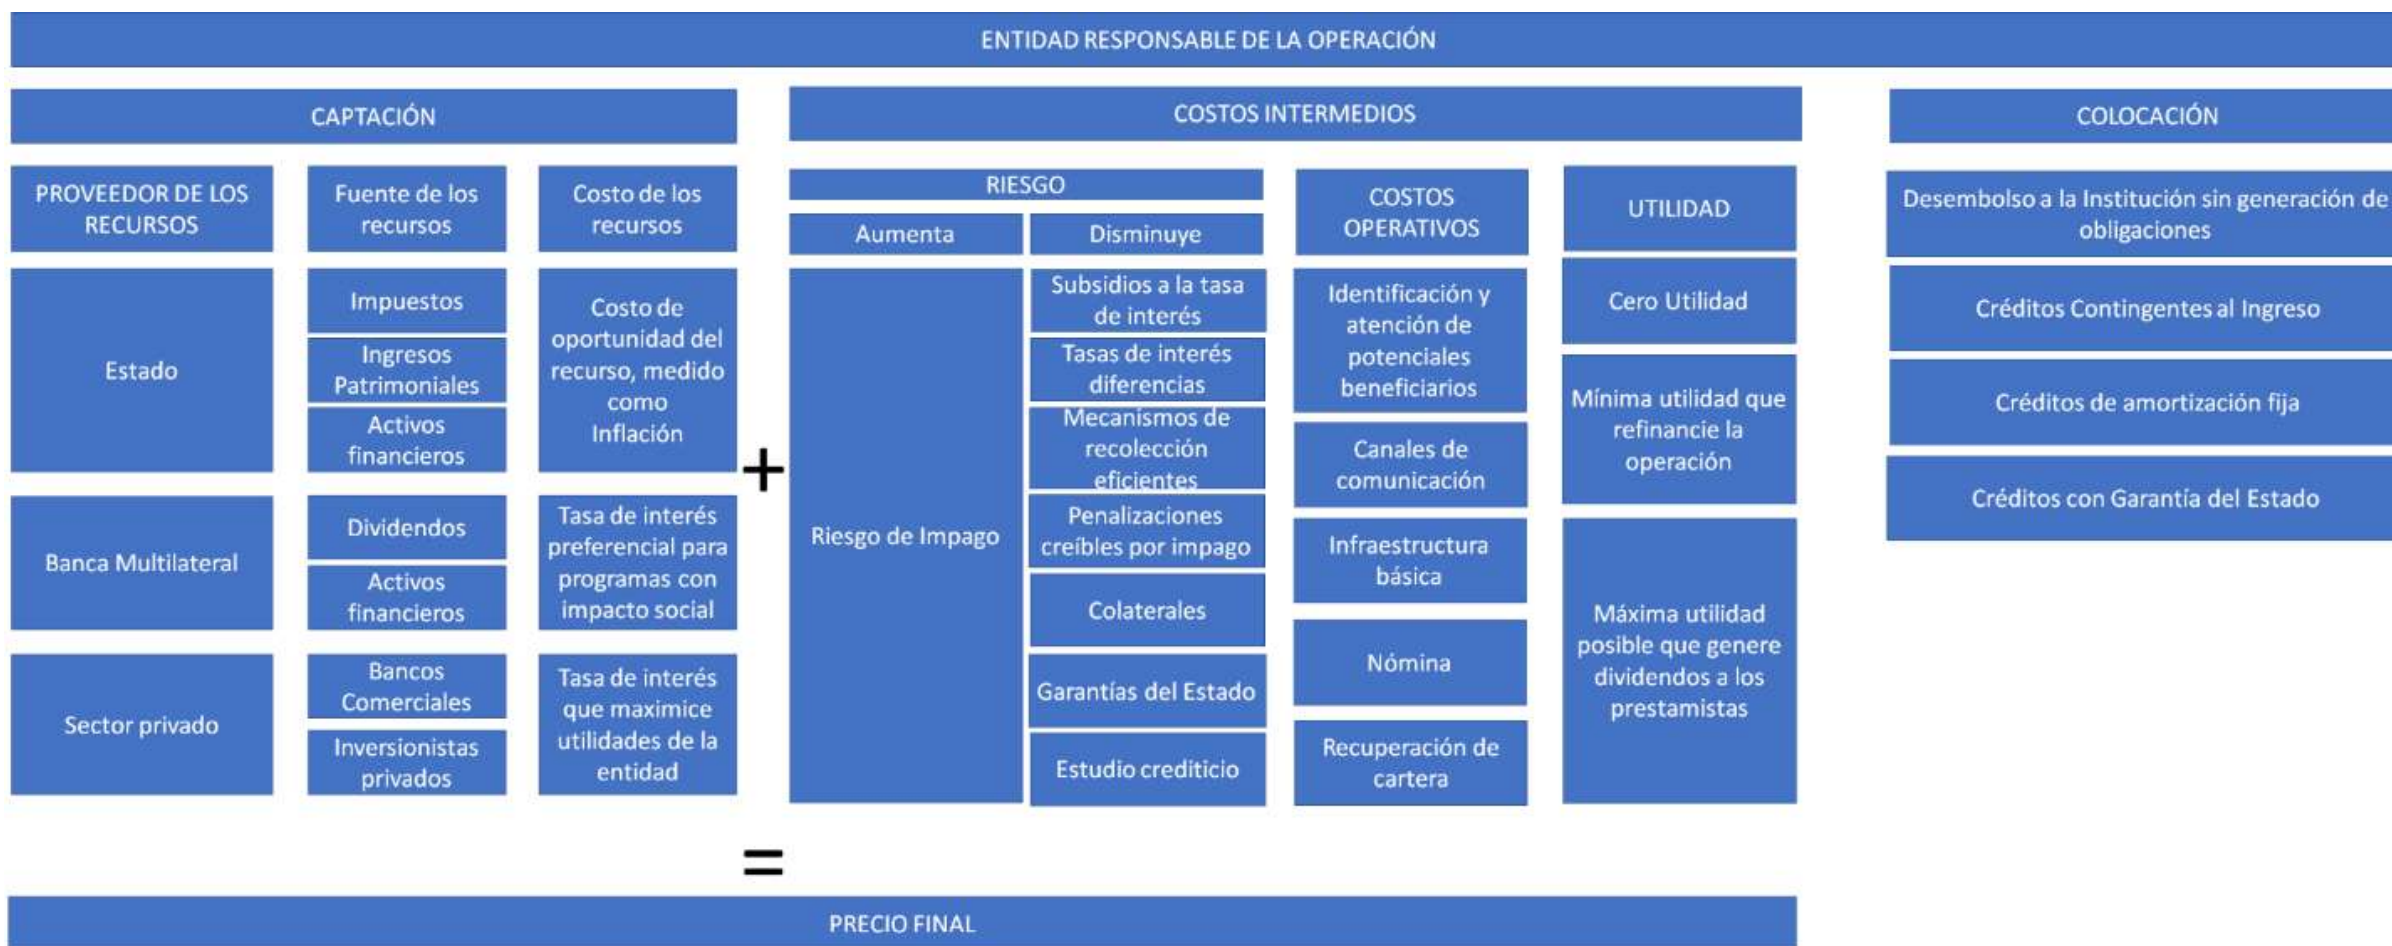 ENTIDAD RESPONSABLE DE LA OPERACIÓN
CAPTACIÓN
PROVEEDOR DE LOS
RECURSOS
Fuente de los
recursos
Costo de los
recursos
Estado
Impuestos
Ingresos
Patrimoniales
Activos
financieros
Costo de
oportunidad del
recurso, medido
como
Inflación
Banca Multilateral
Dividendos
Activos
financieros
Tasa de interés
preferencial para
programas con
impacto social
Sector privado
Bancos
Comerciales
Inversionistas
privados
Tasa de interés
que maximice
utilidades de la
entidad
+
COSTOS INTERMEDIOS
RIESGO
Aumenta
Disminuye
Riesgo de Impago
Subsidios a la tasa
de interés
Tasas de interés
diferencias
Mecanismos de
recolección
eficientes
Penalizaciones
creíbles por impago
Colaterales
Garantías del Estado
Estudio crediticio
COSTOS
OPERATIVOS
Identificación y
atención de
potenciales
beneficiarios
Canales de
comunicación
Infraestructura
básica
Nómina
Recuperación de
cartera
UTILIDAD
Cero Utilidad
Mínima utilidad que
refinancie la
operación
Máxima utilidad
posible que genere
dividendos a los
prestamistas
COLOCACIÓN
Desembolso a la Institución sin generación de
obligaciones
Créditos Contingentes al Ingreso
Créditos de amortización fija
Créditos con Garantía del Estado
=
PRECIO FINAL